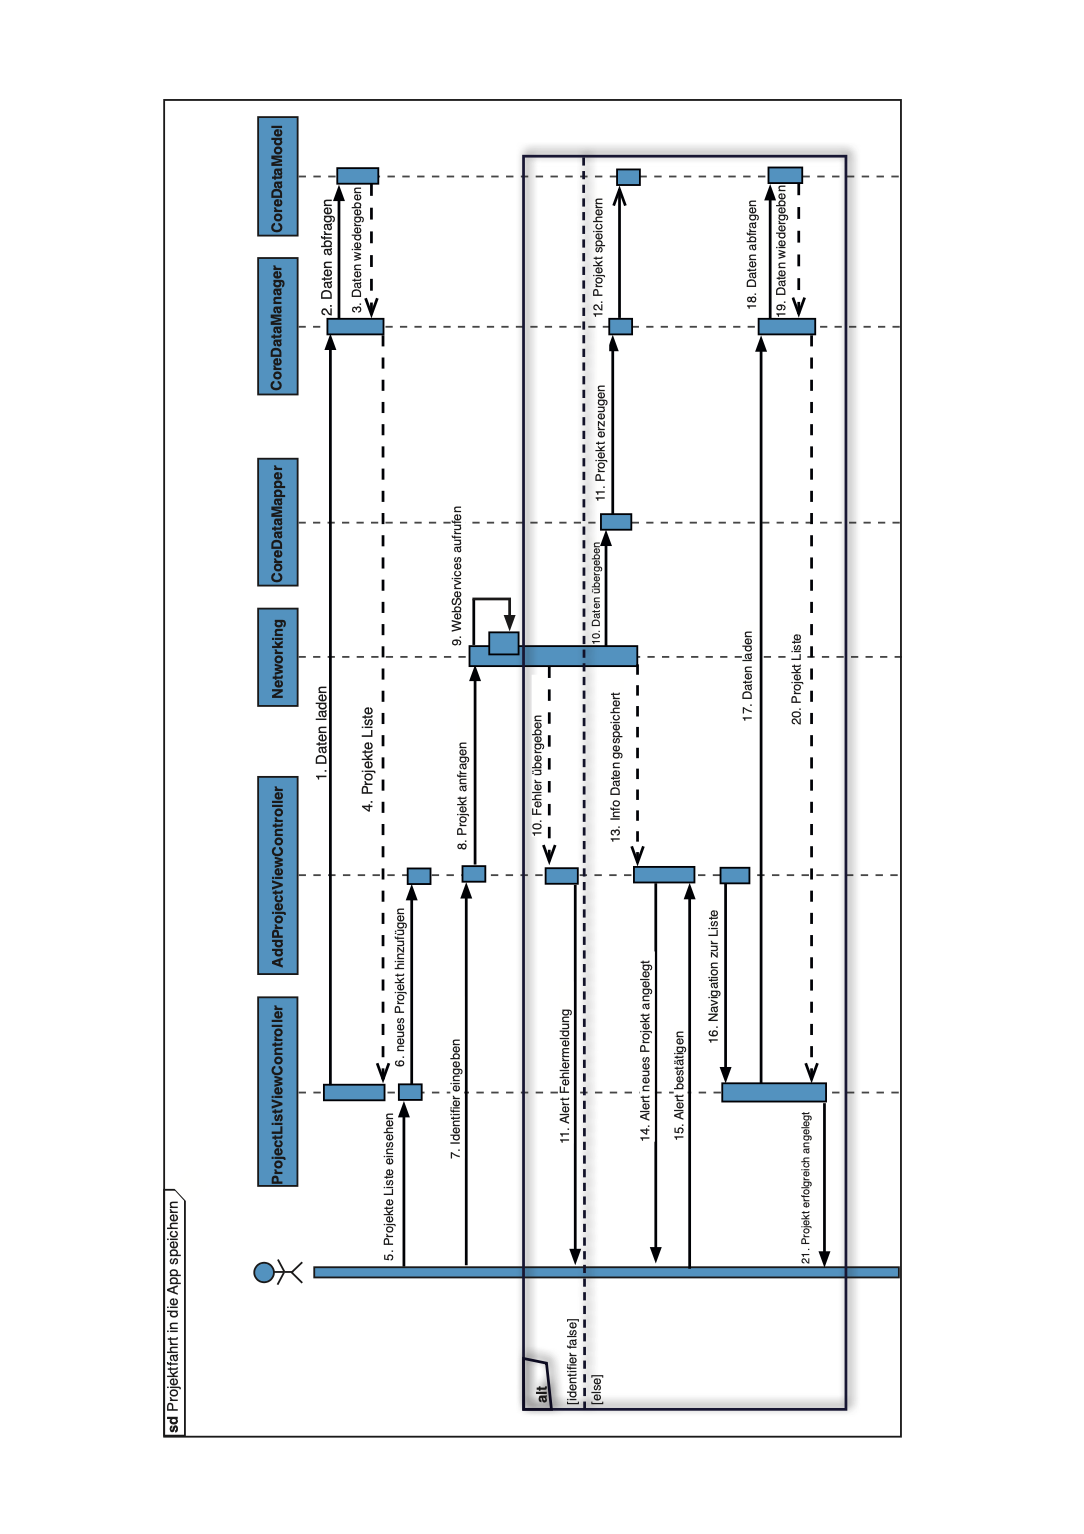 sd Projektfahrt in die App speichern
ProjectListViewController
AddProjectViewController
Networking
CoreDataMapper
CoreDataManager
CoreDataModel
1. Daten laden
2. Daten abfragen
3. Daten wiedergeben
4. Projekte Liste
5. Projekte Liste einsehen
6. neues Projekt hinzufügen
7. Identifier eingeben
8. Projekt anfragen
9. WebServices aufrufen
alt
[identifier false]
10. Fehler übergeben
11. Alert Fehlermeldung
[else]
10. Daten übergeben
11. Projekt erzeugen
12. Projekt speichern
13. Info Daten gespeichert
14. Alert neues Projekt angelegt
15. Alert bestätigen
16. Navigation zur Liste
17. Daten laden
18. Daten abfragen
19. Daten wiedergeben
20. Projekt Liste
21. Projekt erfolgreich angelegt